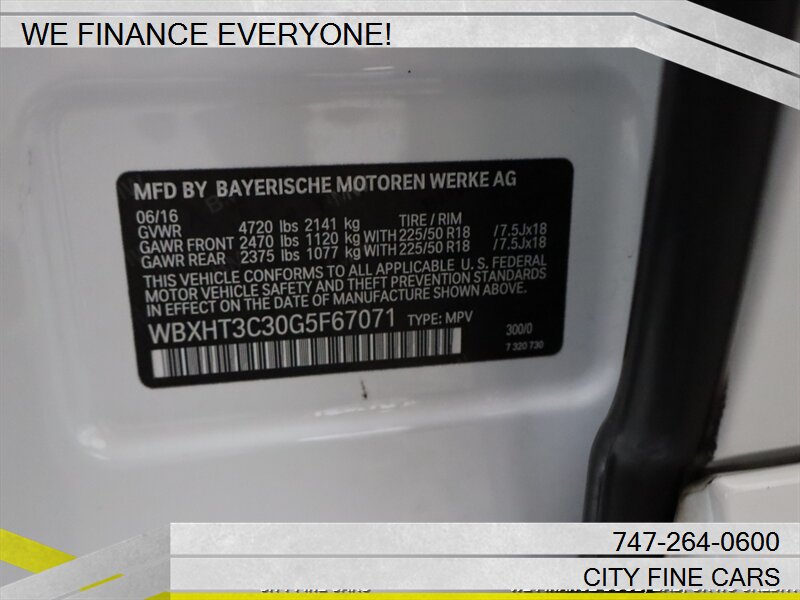 WE FINANCE EVERYONE!
MFD BY BAYERISCHE MOTOREN WERKE AG
06/16
GVWR 4720 lbs 2141 kg TIRE / RIM
GAWR FRONT 2470 lbs 1120 kg WITH 225/50 R18 /7.5Jx18
GAWR REAR 2375 lbs 1077 kg WITH 225/50 R18 /7.5Jx18
THIS VEHICLE CONFORMS TO ALL APPLICABLE U.S. FEDERAL
MOTOR VEHICLE SAFETY AND THEFT PREVENTION STANDARDS
IN EFFECT ON THE DATE OF MANUFACTURE SHOWN ABOVE.
WBXHT3C30G5F67071 TYPE: MPV 300/0
7 320 730
747-264-0600
CITY FINE CARS